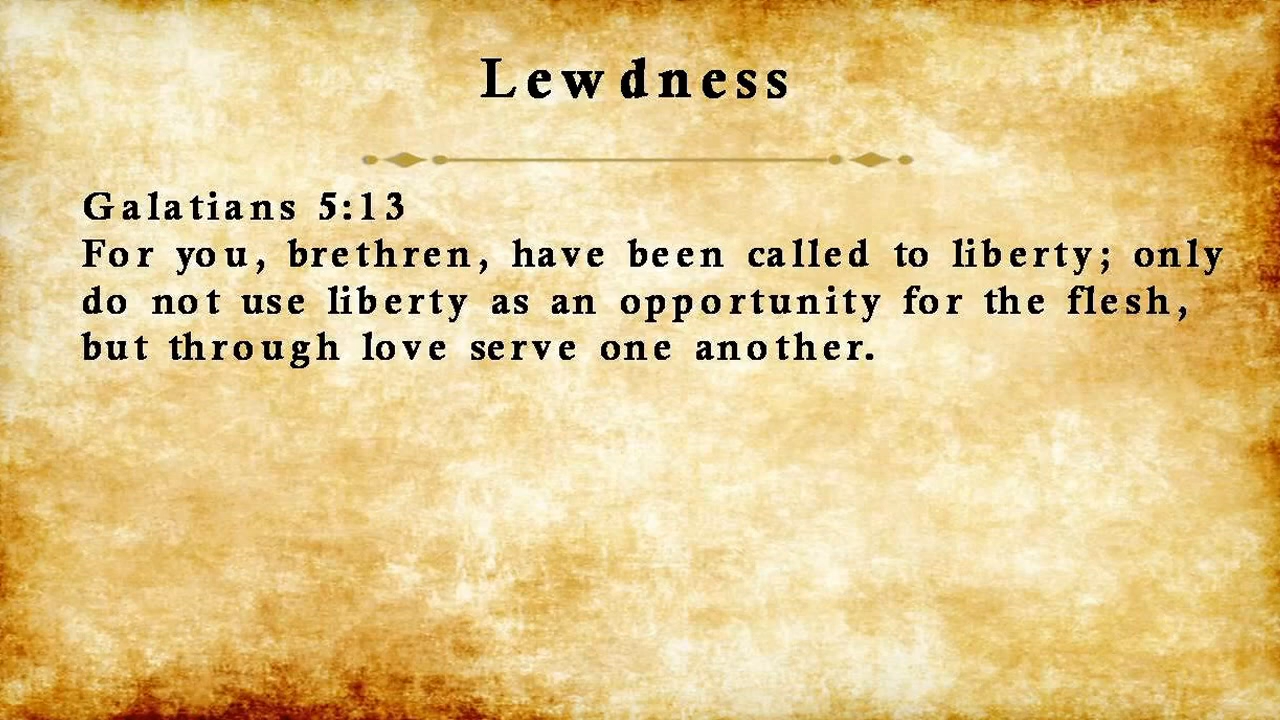 Lewdness
Galatians 5:13
For you, brethren, have been called to liberty; only
do not use liberty as an opportunity for the flesh,
but through love serve one another.